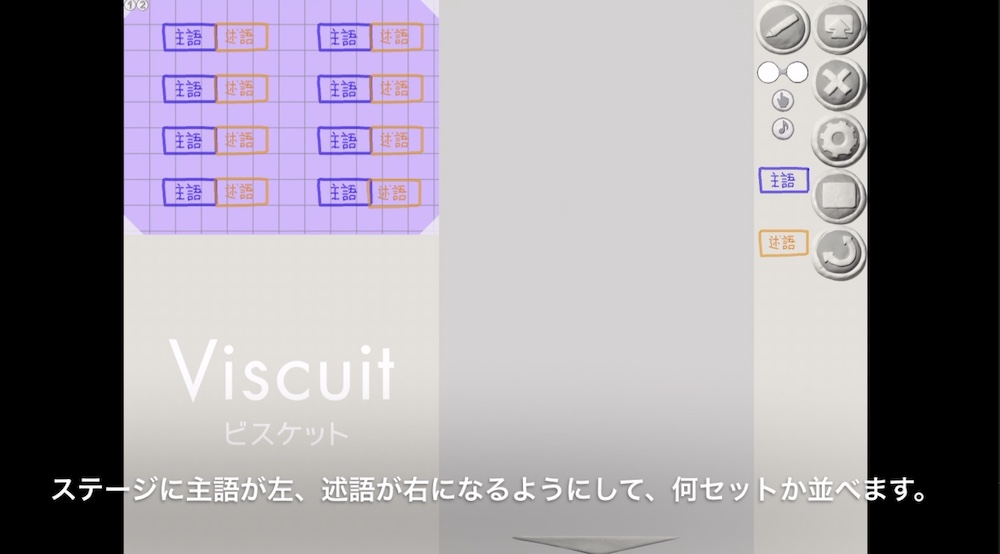 ①②
主語 述語 主語 述語
主語 述語 主語 述語
主語 述語 主語 述語
主語 述語 主語 述語
主語
述語
Viscuit
ビスケット
ステージに主語が左、述語が右になるようにして、何セットか並べます。